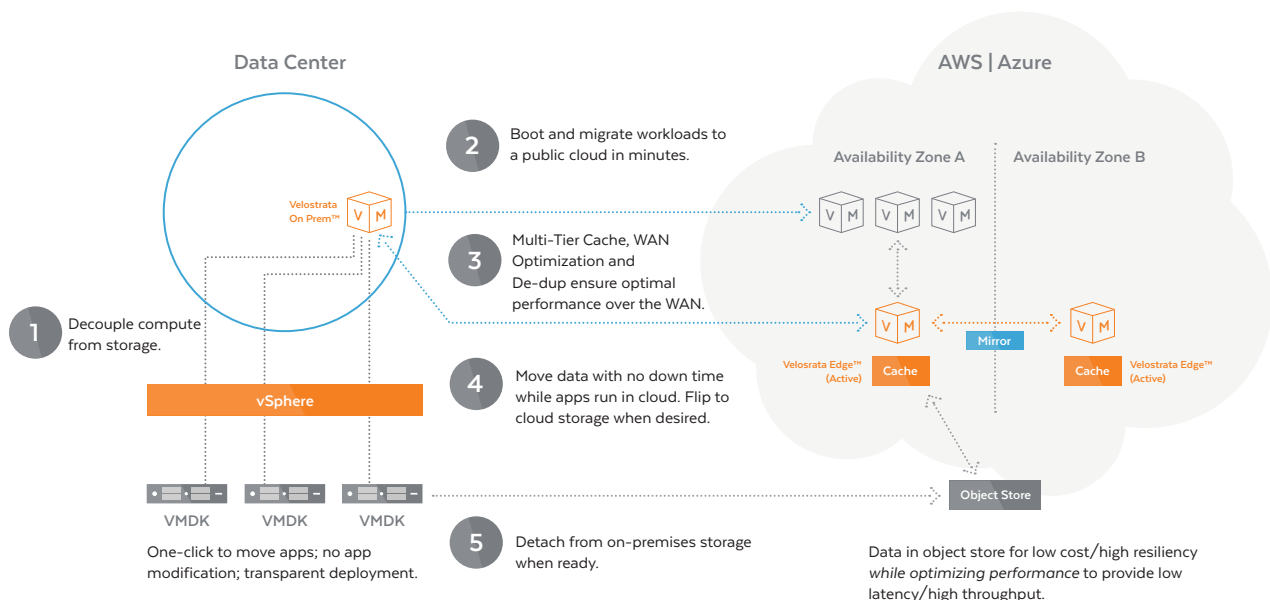 Data Center
AWS | Azure
2
Boot and migrate workloads to
a public cloud in minutes.
Availability Zone A
Availability Zone B
Velostrata
On Prem™
V M
V M
V M
V M
3
Multi-Tier Cache, WAN
Optimization and
De-dup ensure optimal
performance over the WAN.
1
Decouple compute
from storage.
V M
V M
Mirror
Velosrata Edge™
(Active)
Cache
Cache
Velostrata Edge™
(Active)
4
Move data with no down time
while apps run in cloud. Flip to
cloud storage when desired.
vSphere
VMDK
VMDK
VMDK
Object Store
One-click to move apps; no app
modification; transparent deployment.
5
Detach from on-premises storage
when ready.
Data in object store for low cost/high resiliency
while optimizing performance to provide low
latency/high throughput.